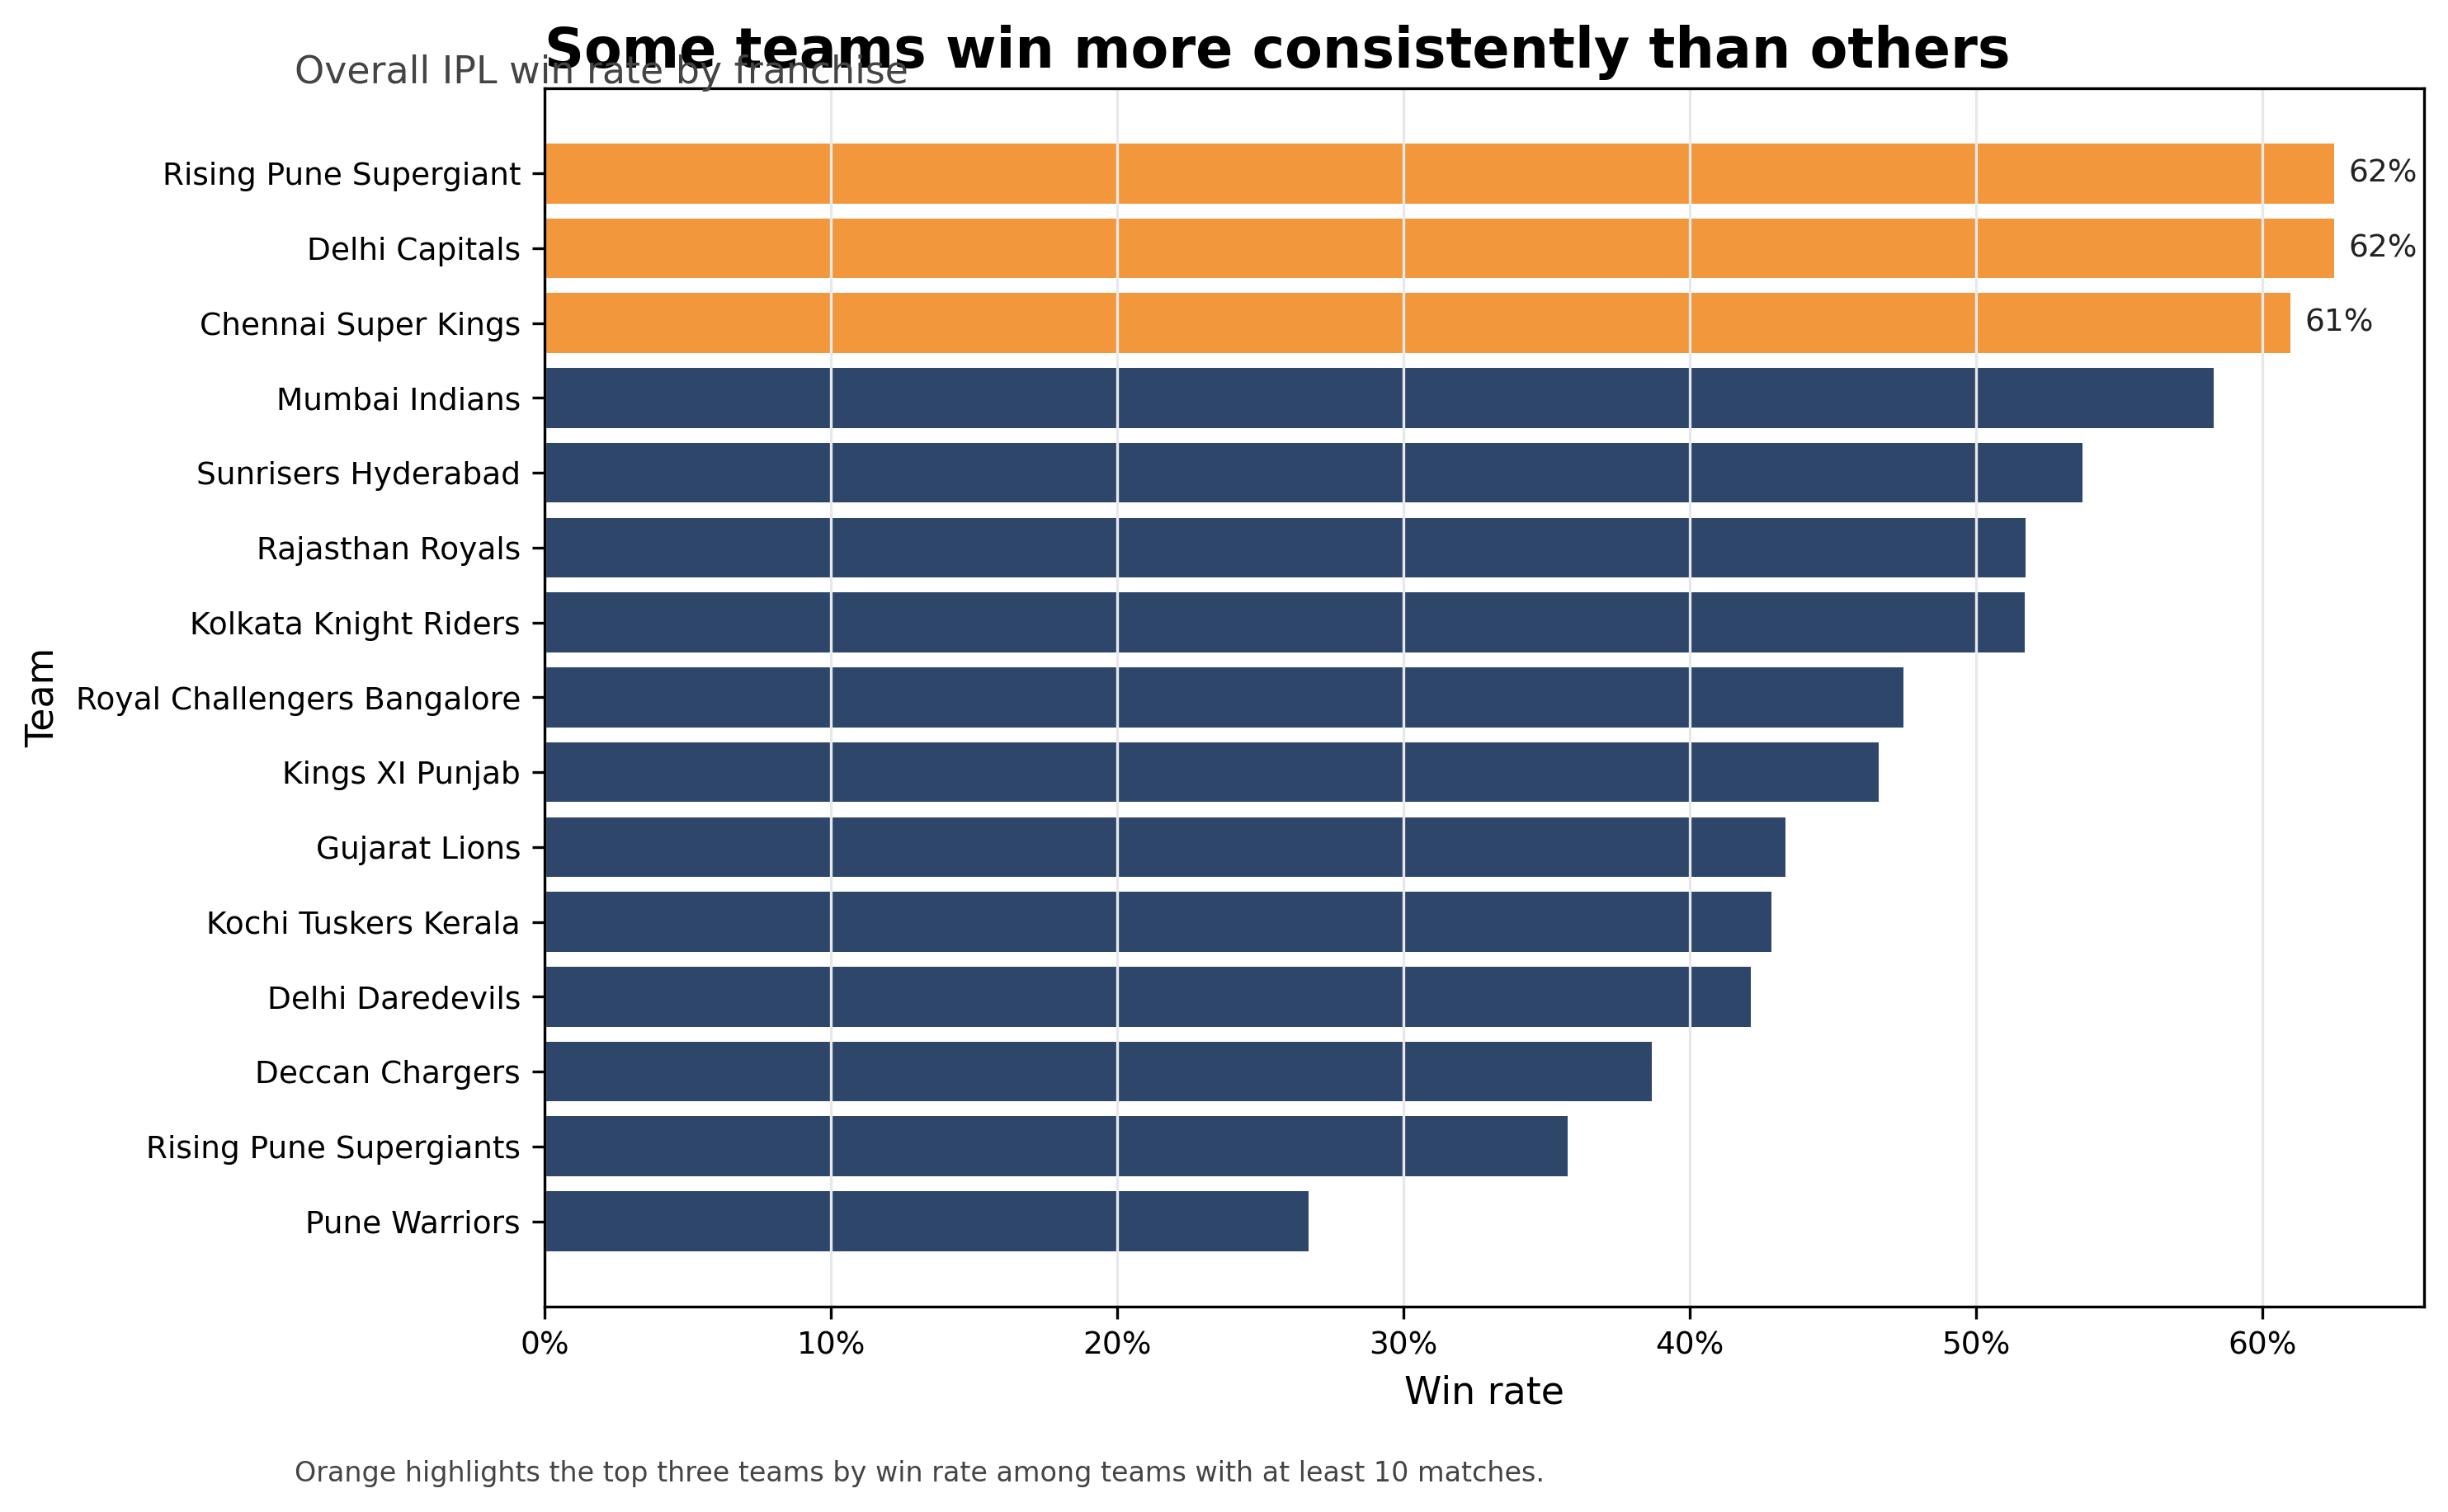 Some teams win more consistently than others
Overall IPL win rate by franchise
Rising Pune Supergiant
62%
Delhi Capitals
62%
Chennai Super Kings
61%
Mumbai Indians
Sunrisers Hyderabad
Rajasthan Royals
Kolkata Knight Riders
Royal Challengers Bangalore
Kings XI Punjab
Gujarat Lions
Kochi Tuskers Kerala
Delhi Daredevils
Deccan Chargers
Rising Pune Supergiants
Pune Warriors
Team
0% 10% 20% 30% 40% 50% 60%
Win rate
Orange highlights the top three teams by win rate among teams with at least 10 matches.